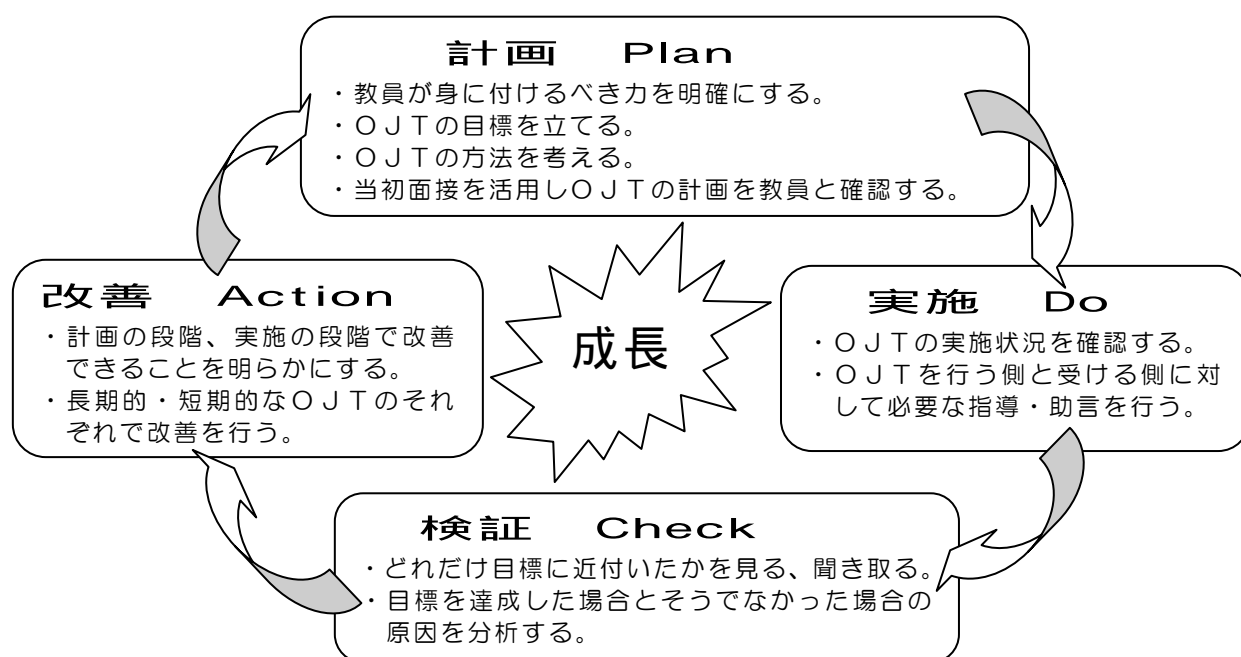 計画 Plan
・教員が身に付けるべき力を明確にする。
・ＯＪＴの目標を立てる。
・ＯＪＴの方法を考える。
・当初面接を活用しＯＪＴの計画を教員と確認する。
実施 Do
・ＯＪＴの実施状況を確認する。
・ＯＪＴを行う側と受ける側に対
して必要な指導・助言を行う。
検証 Check
・どれだけ目標に近付いたかを見る、聞き取る。
・目標を達成した場合とそうでなかった場合の
原因を分析する。
改善 Action
・計画の段階、実施の段階で改善
できることを明らかにする。
・長期的・短期的なＯＪＴのそれ
ぞれで改善を行う。
成長